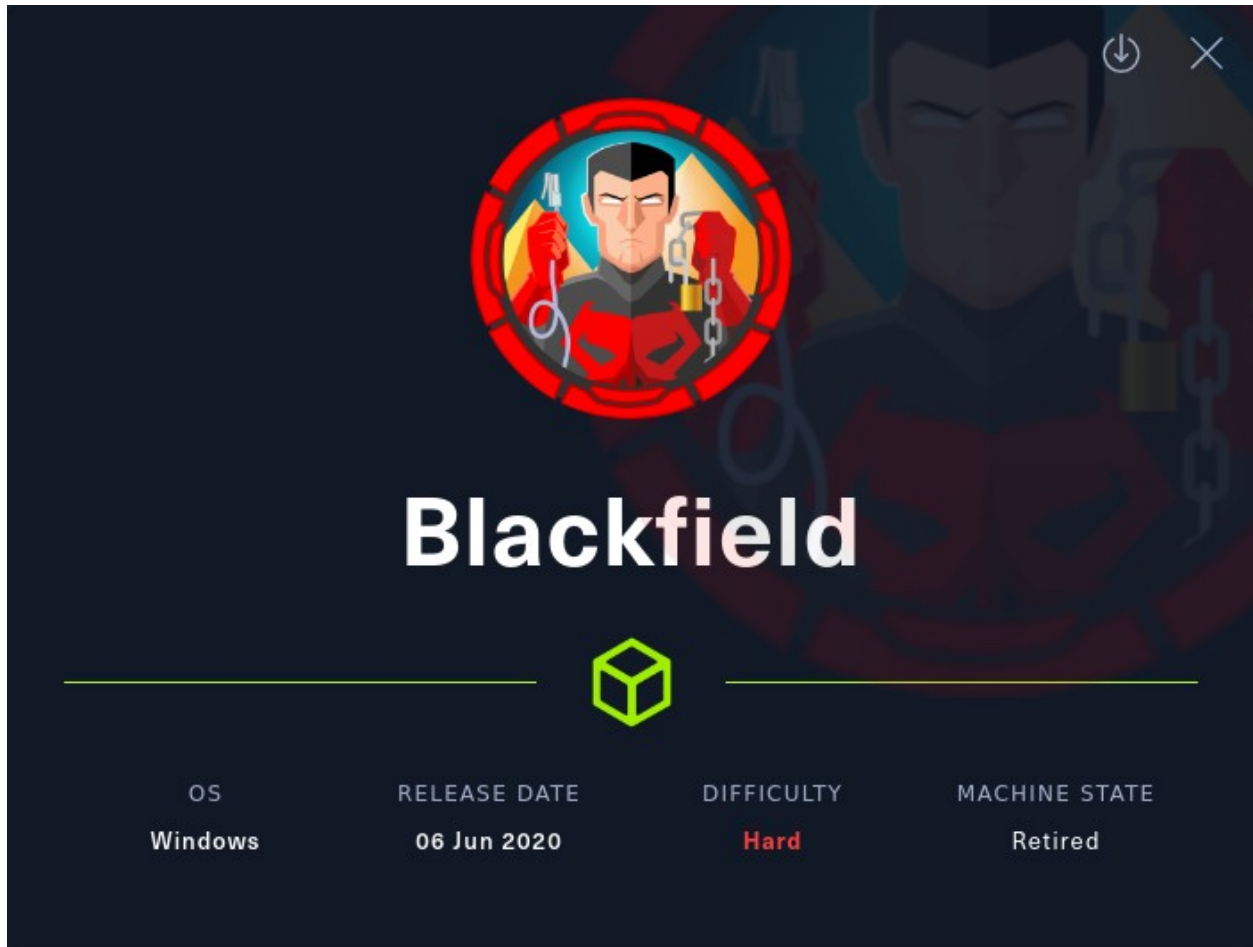 Blackfield
OS RELEASE DATE DIFFICULTY MACHINE STATE
Windows 06 Jun 2020 Hard Retired